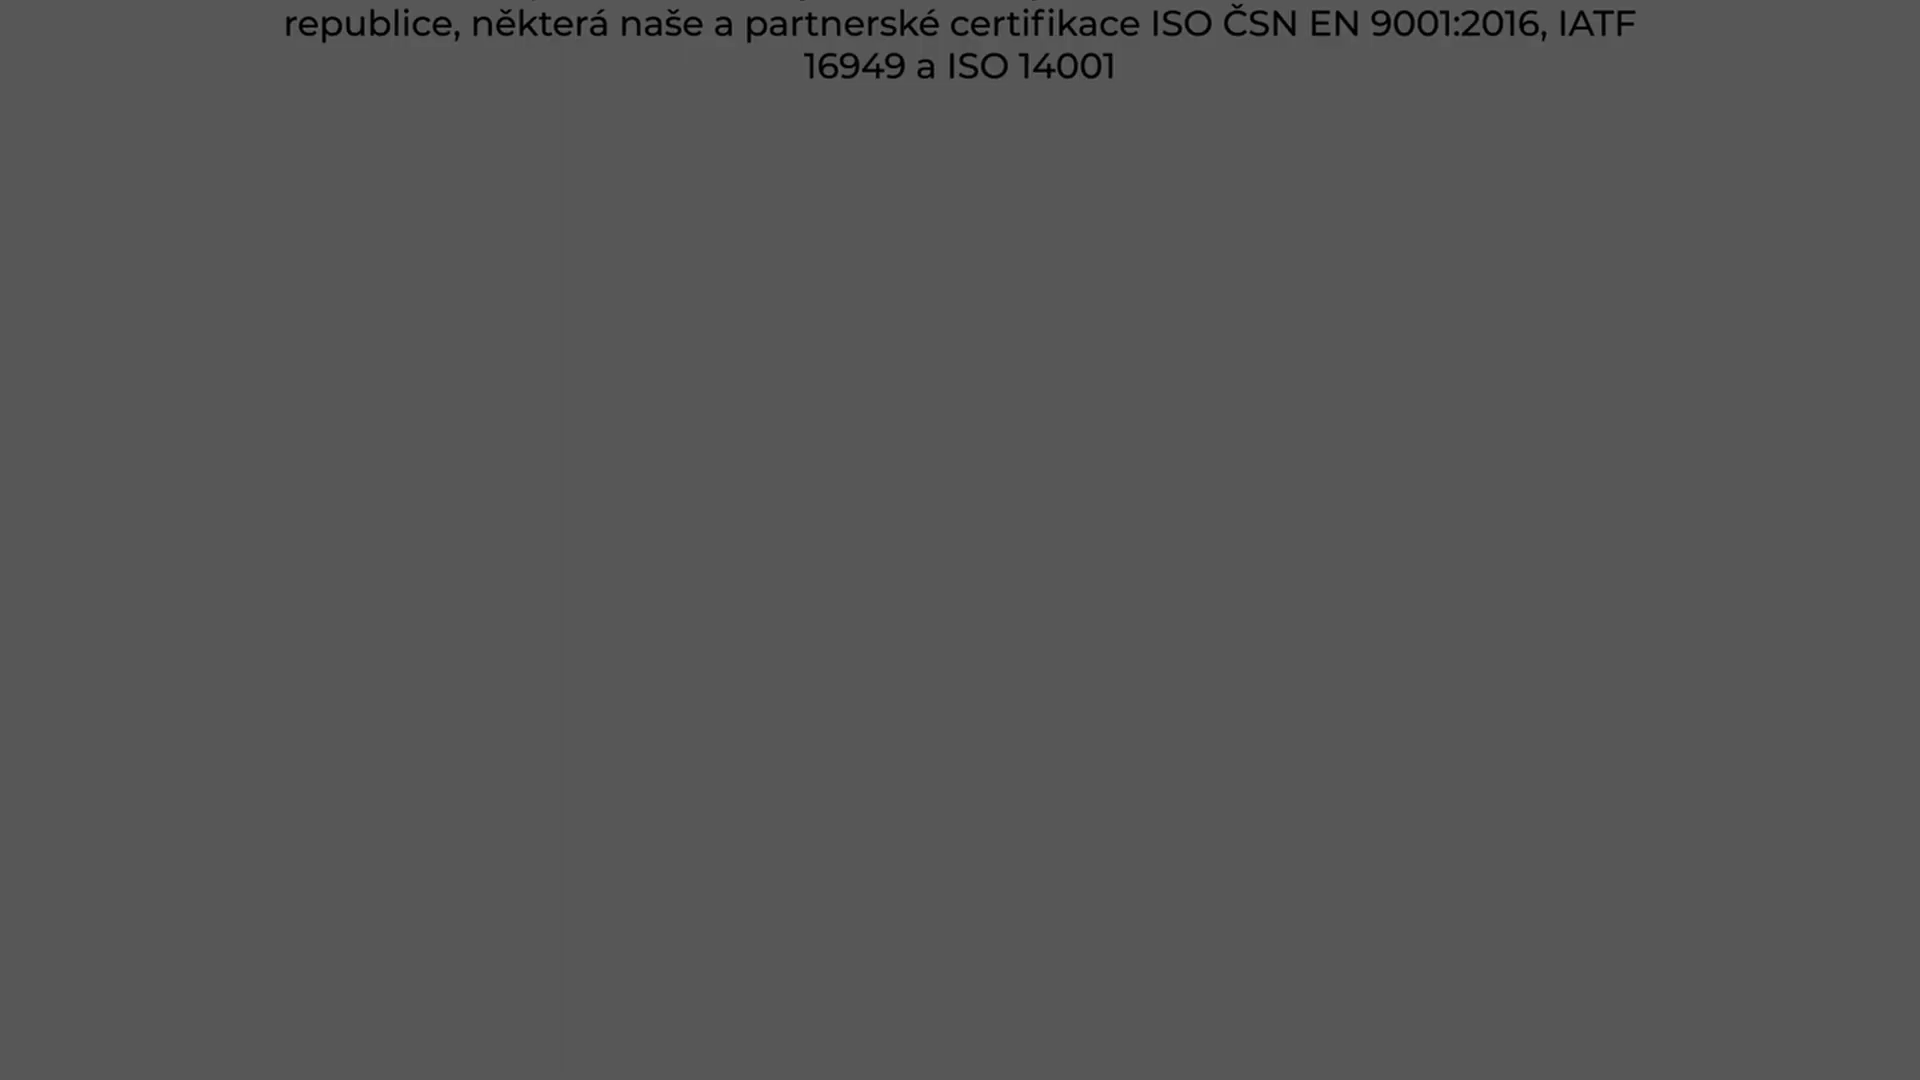 republice, některá naše a partnerské certifikace ISO ČSN EN 9001:2016, IATF
16949 a ISO 14001